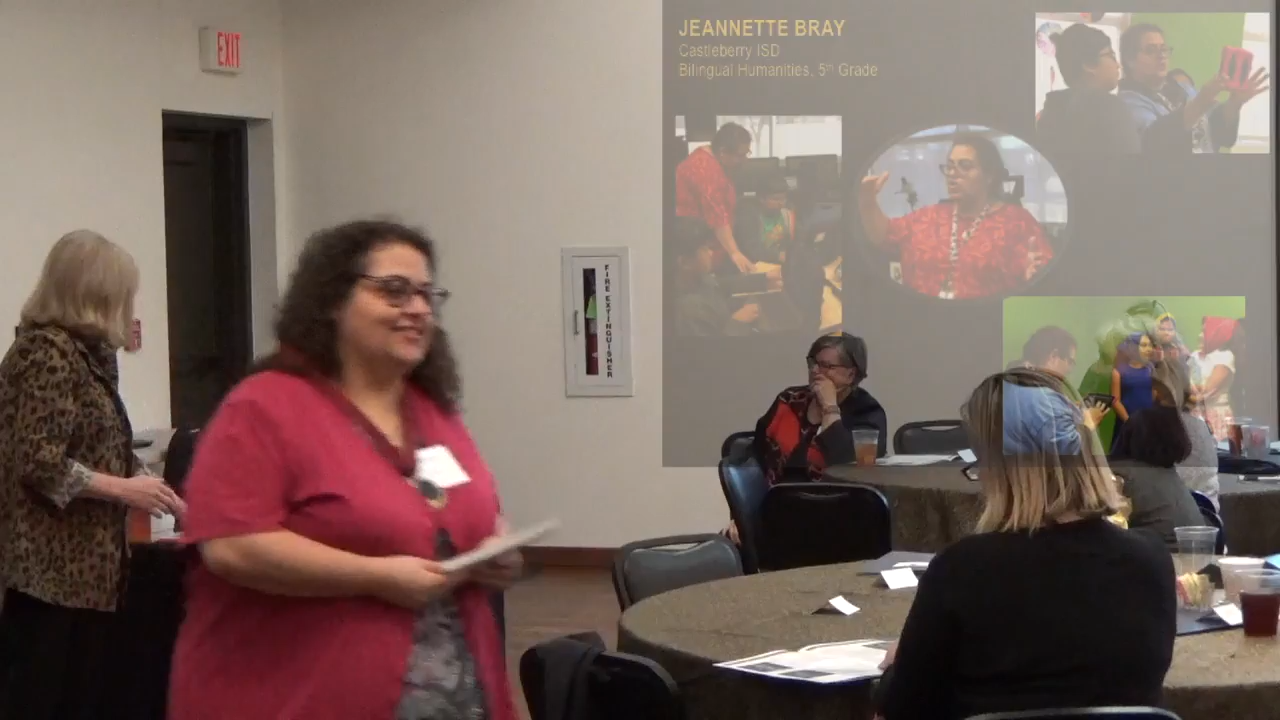 EXIT
JEANNETTE BRAY
Castleberry ISD
Bilingual Humanities, 5th Grade
FIRE EXTINGUISHER